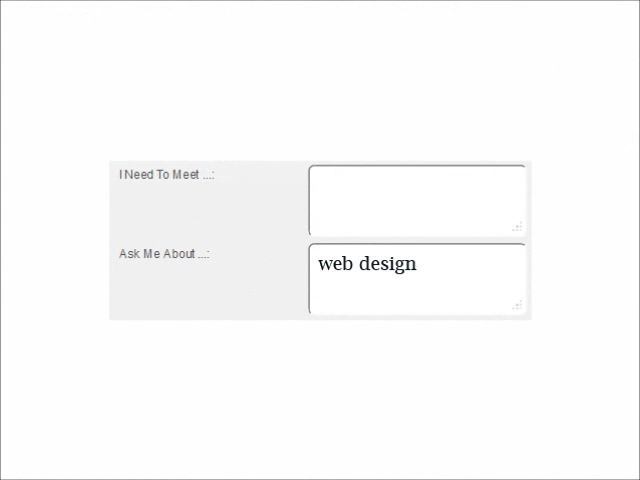 I Need To Meet ...:
Ask Me About ...:
web design